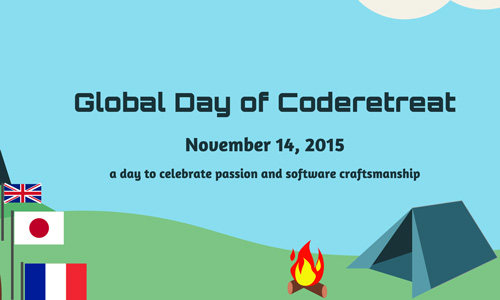 Global Day of Coderetreat
November 14, 2015
a day to celebrate passion and software craftsmanship